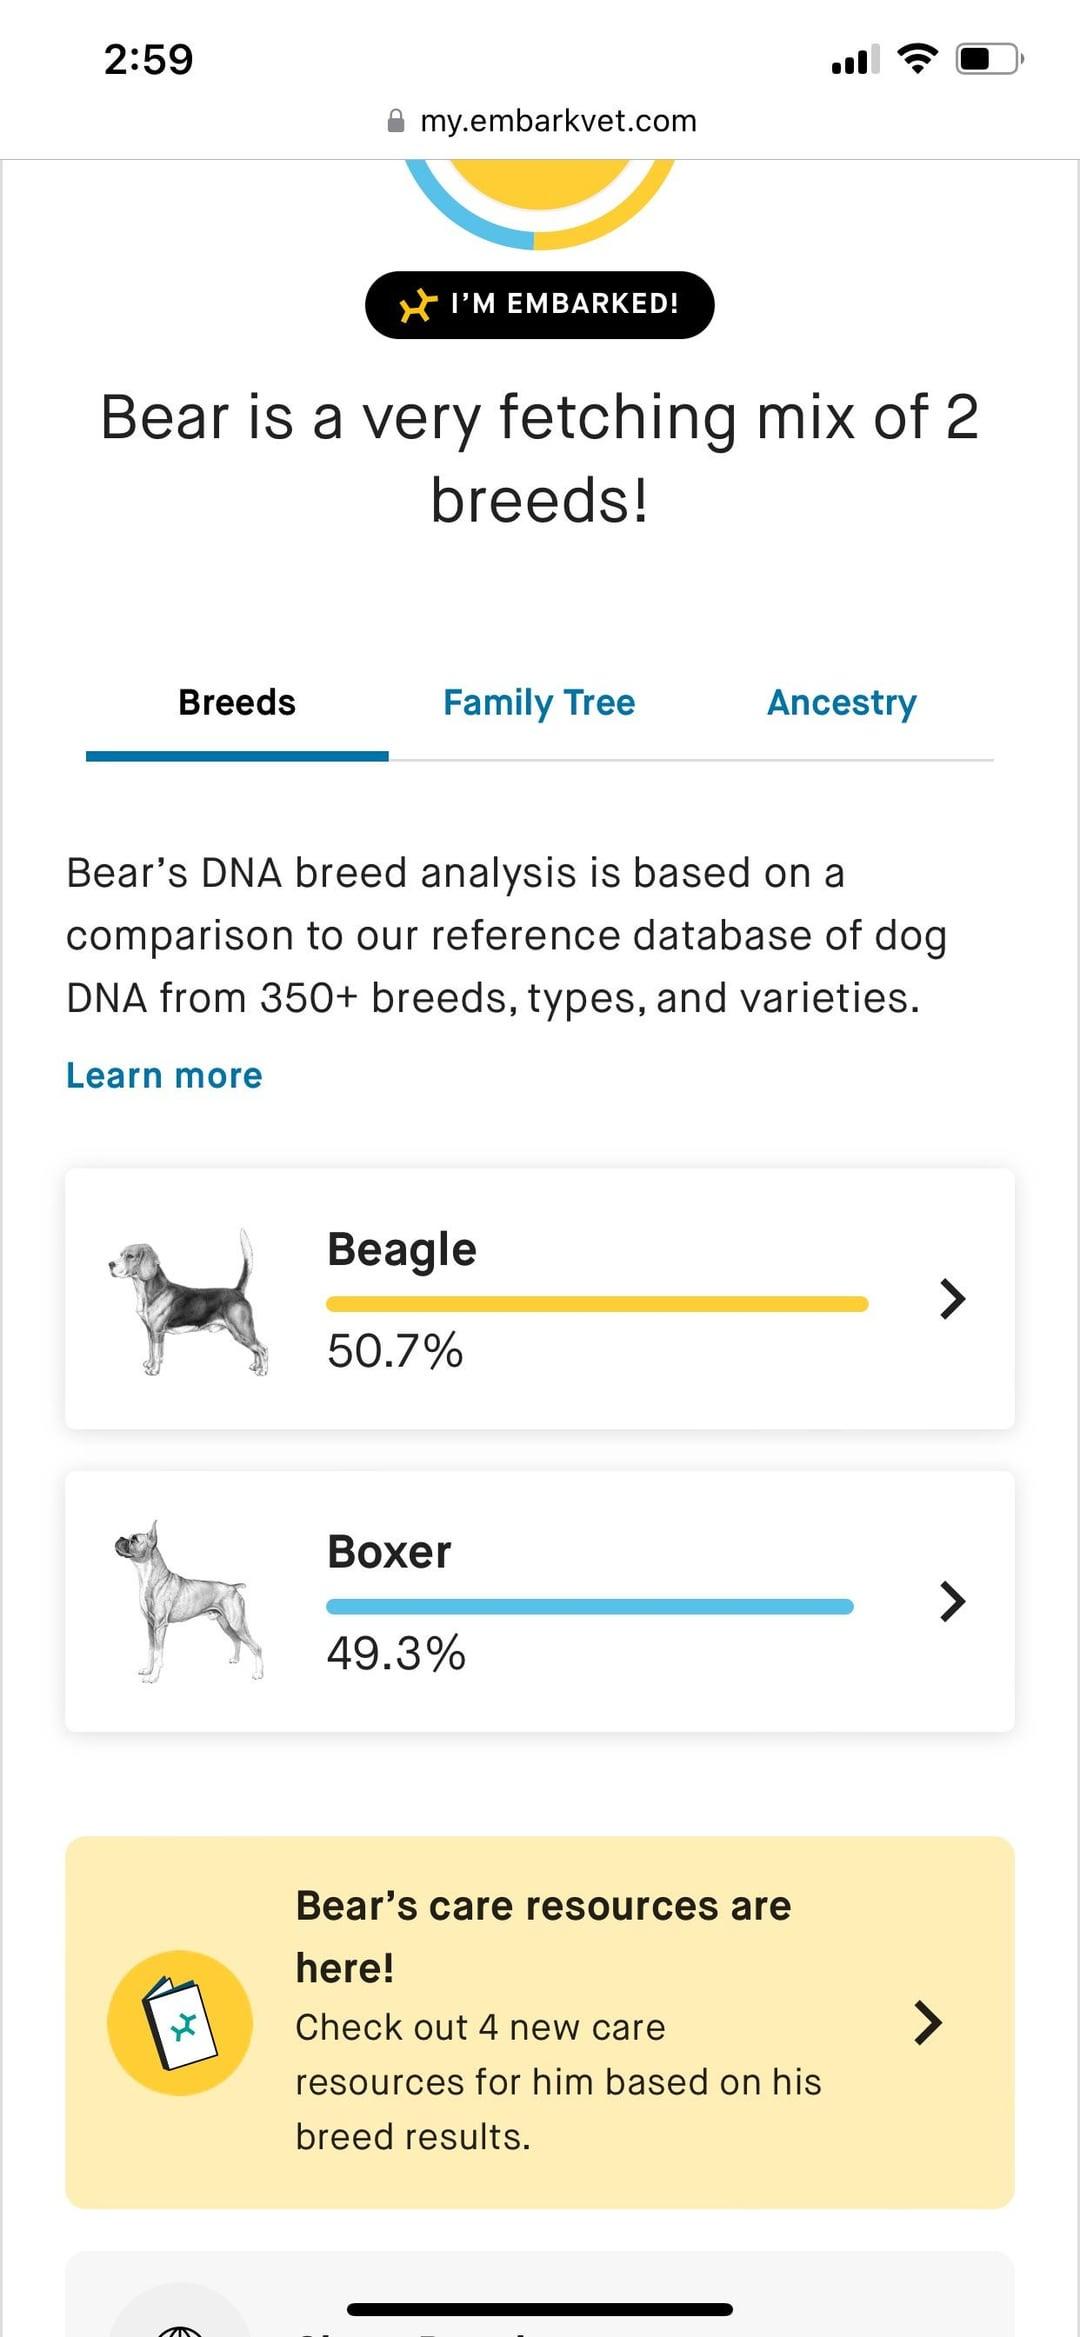 2:59
my.embarkvet.com
I’M EMBARKED!
Bear is a very fetching mix of 2
breeds!
Breeds
Family Tree
Ancestry
Bear’s DNA breed analysis is based on a
comparison to our reference database of dog
DNA from 350+ breeds, types, and varieties.
Learn more
Beagle
50.7%
Boxer
49.3%
Bear’s care resources are
here!
Check out 4 new care
resources for him based on his
breed results.